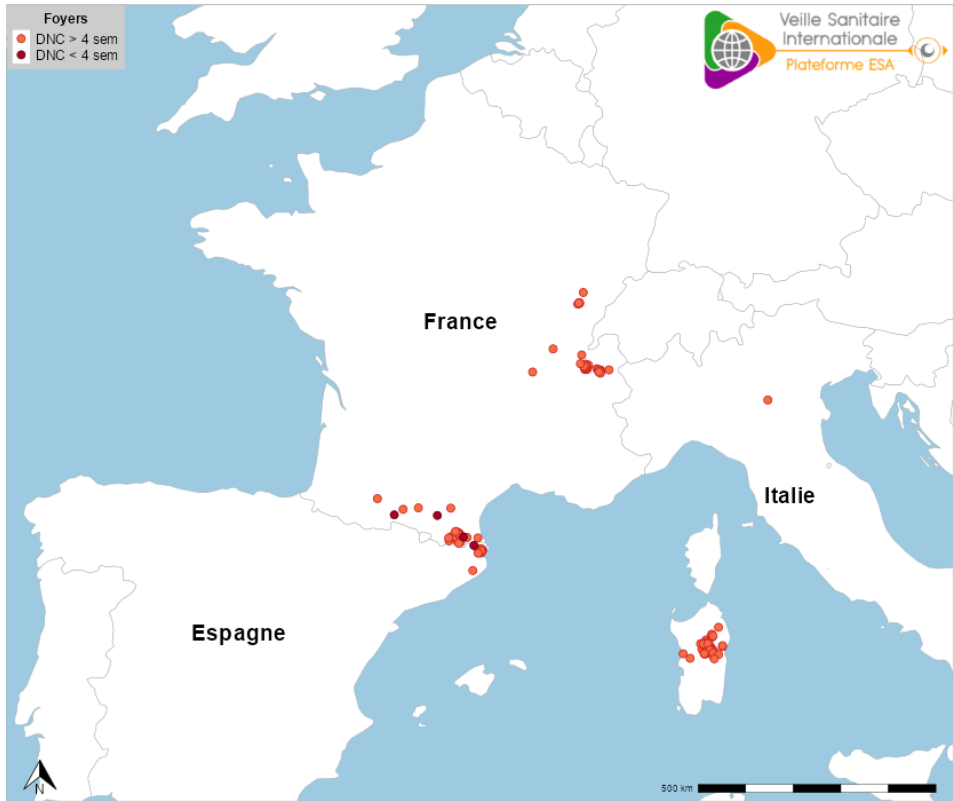 Foyers
DNC > 4 sem
DNC < 4 sem
Veille Sanitaire
Internationale
Plateforme ESA
France
Italie
Espagne
N
500 km